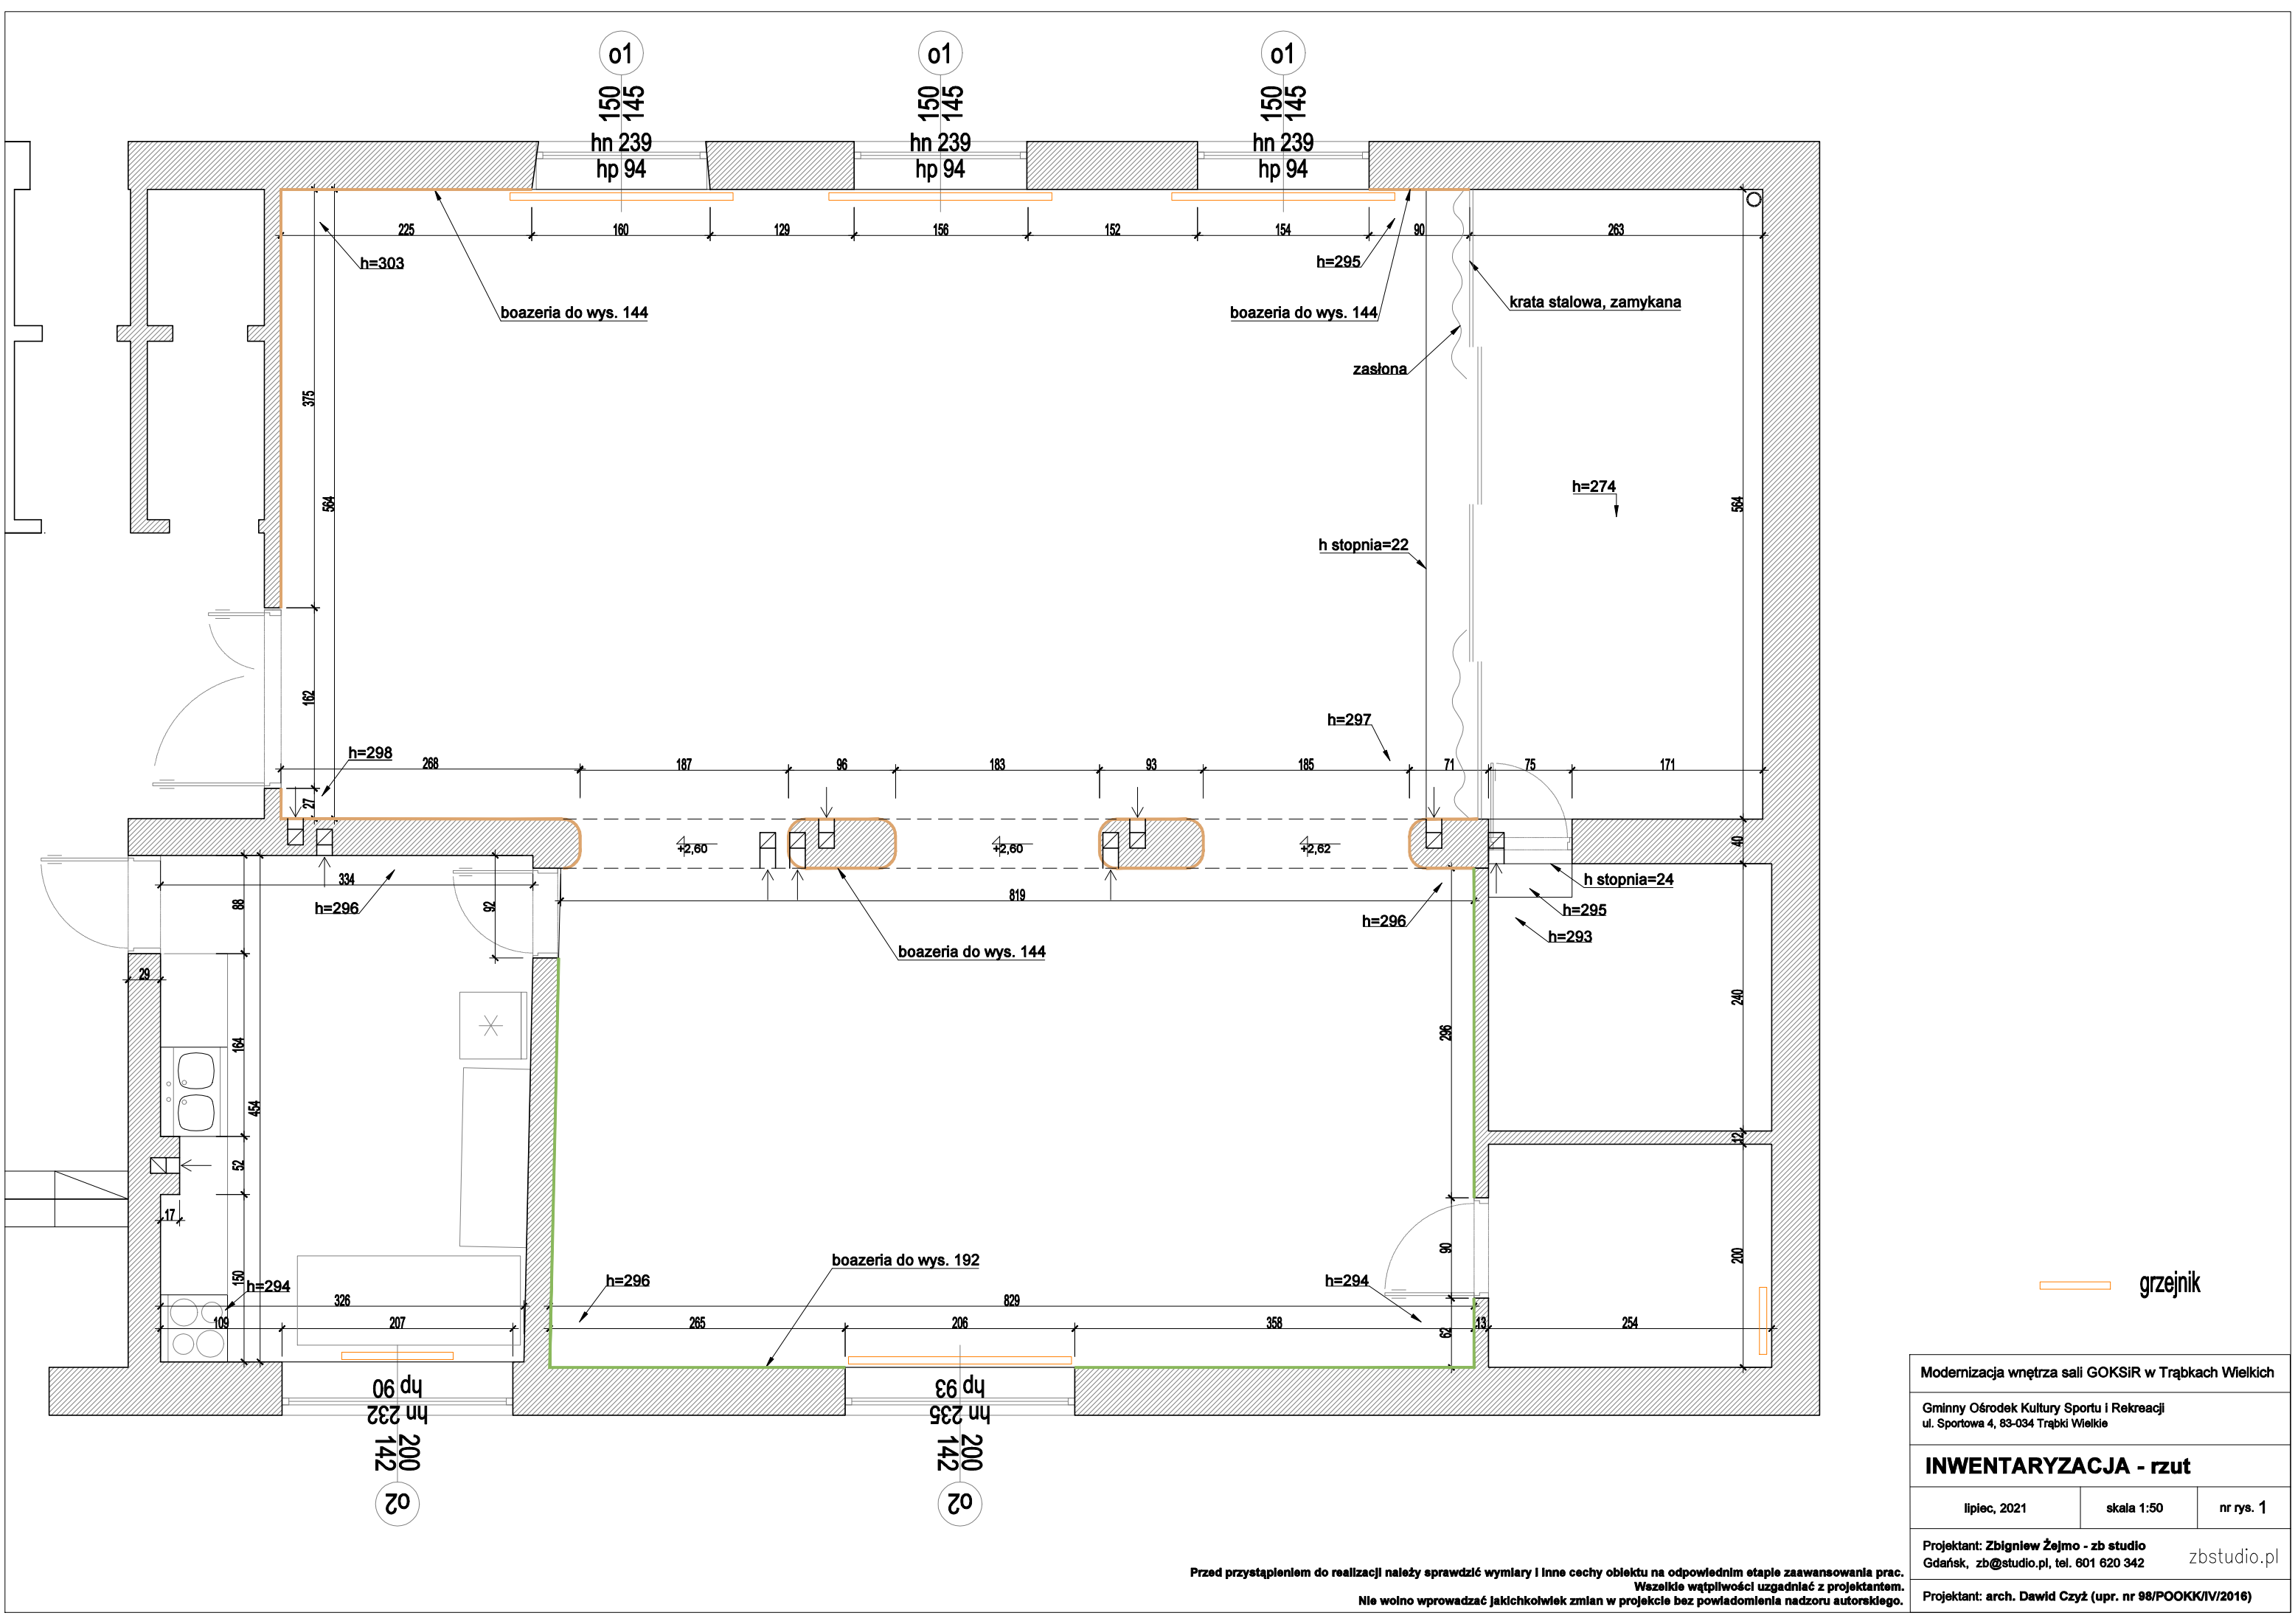 o1
o1
o1
150
145
150
145
150
145
hn 239
hp 94
hn 239
hp 94
hn 239
hp 94
225
160
129
156
152
154
90
263
h=303
h=295
boazeria do wys. 144
boazeria do wys. 144
krata stalowa, zamykana
zasłona
375
564
564
h=274
h stopnia=22
162
h=297
h=298
268
187
96
183
93
185
71
75
171
27
+2,60
+2,60
+2,62
40
334
819
h stopnia=24
88
92
h=296
h=296
h=295
h=293
boazeria do wys. 144
29
164
296
240
454
12
52
17
90
200
boazeria do wys. 192
150
h=294
h=296
h=294
326
829
109
207
265
206
358
62
13
254
grzejnik
hp 90
hn 232
hp 93
hn 235
200
142
200
142
o2
o2
Modernizacja wnętrza sali GOKSiR w Trąbkach Wielkich
Gminny Ośrodek Kultury Sportu i Rekreacji
ul. Sportowa 4, 83-034 Trąbki Wielkie
INWENTARYZACJA - rzut
lipiec, 2021
skala 1:50
nr rys. 1
Projektant: Zbigniew Żejmo - zb studio
Gdańsk, zb@studio.pl, tel. 601 620 342
zbstudio.pl
Projektant: arch. Dawid Czyż (upr. nr 98/POOKK/IV/2016)
Przed przystąpieniem do realizacji należy sprawdzić wymiary i inne cechy obiektu na odpowiednim etapie zaawansowania prac.
Wszelkie wątpliwości uzgadniać z projektantem.
Nie wolno wprowadzać jakichkolwiek zmian w projekcie bez powiadomienia nadzoru autorskiego.